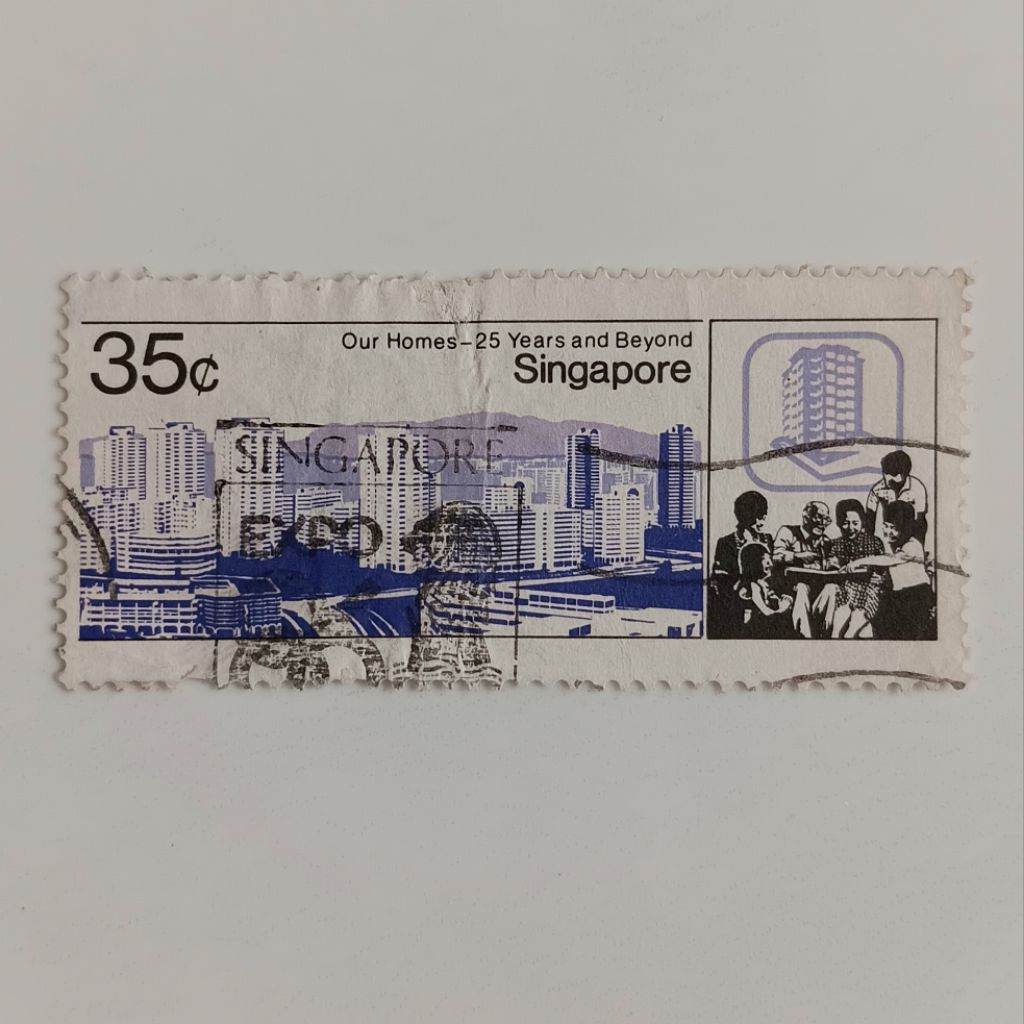 35¢
Our Homes–25 Years and Beyond
Singapore
SINGAPORE
EXPO